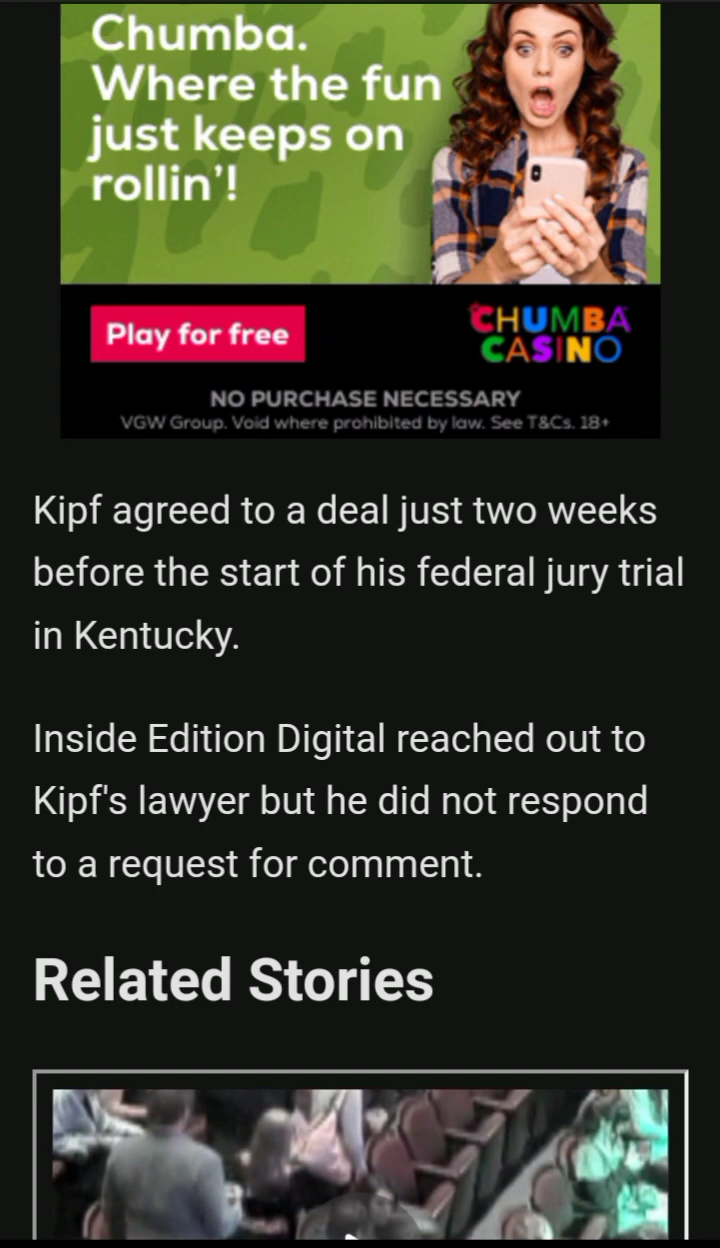 Chumba.
Where the fun
just keeps on
rollin'!
Play for free
CHUMBA
CASINO
NO PURCHASE NECESSARY
VGW Group. Void where prohibited by law. See T&Cs. 18+
Kipf agreed to a deal just two weeks
before the start of his federal jury trial
in Kentucky.
Inside Edition Digital reached out to
Kipf's lawyer but he did not respond
to a request for comment.
Related Stories